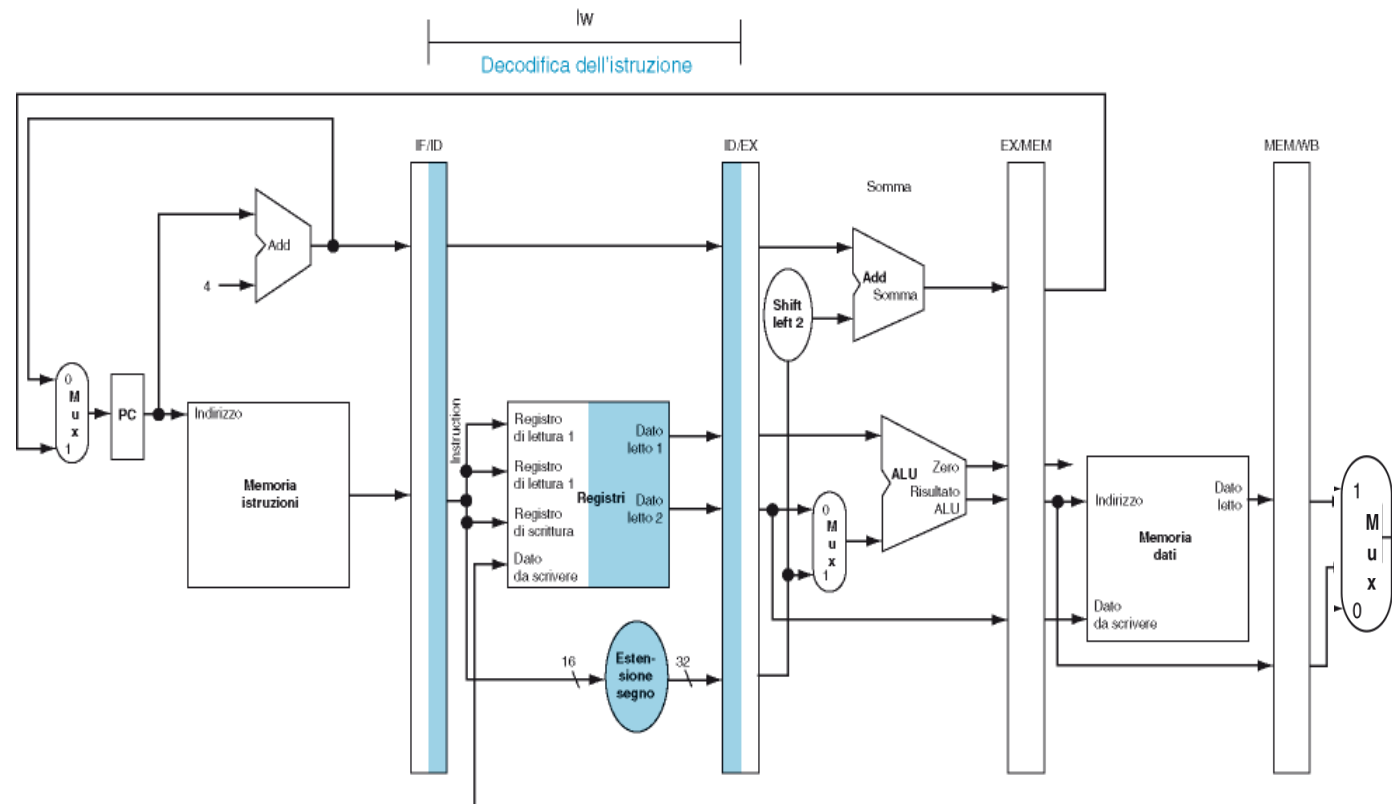 lw
Decodifica dell'istruzione
IF/ID
ID/EX
EX/MEM
MEM/WB
Somma
Add
4
Add
Somma
Shift
left 2
0
M
u
x
1
PC
Indirizzo
Memoria
istruzioni
Instruction
Registro
di lettura 1
Registro
di lettura 1
Registro
di scrittura
Dato
da scrivere
Registri
Dato
letto 1
Dato
letto 2
16
Esten-
sione
segno
32
0
M
u
x
1
ALU
Zero
Risultato
ALU
Indirizzo
Dato
letto
Memoria
dati
Dato
da scrivere
1
M
u
x
0